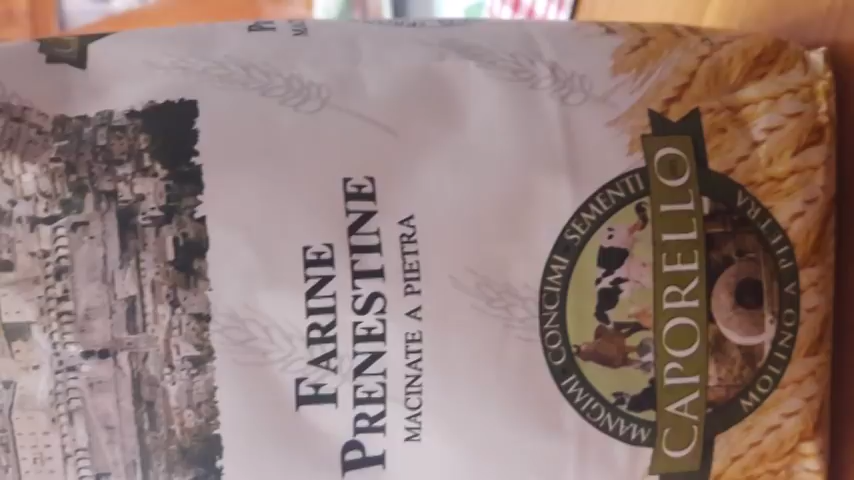 MOLINO A PIETRA
CAPORELLO
MANGIMI · CONCIMI · SEMENTI
FARINE
PRENESTINE
MACINATE A PIETRA